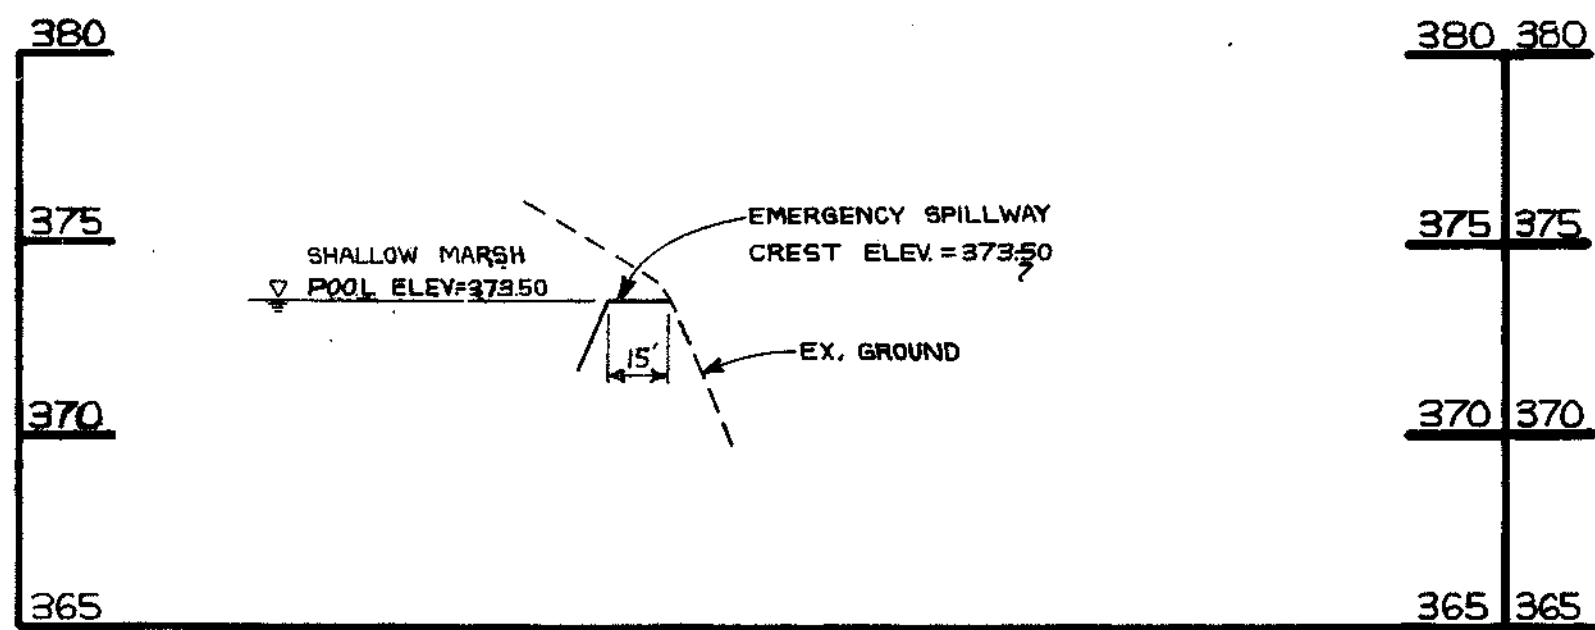 380
380 380
375
375 375
EMERGENCY SPILLWAY
CREST ELEV. = 373.50
?
SHALLOW MARSH
POOL ELEV=373.50
15'
EX. GROUND
370
370 370
365
365 365